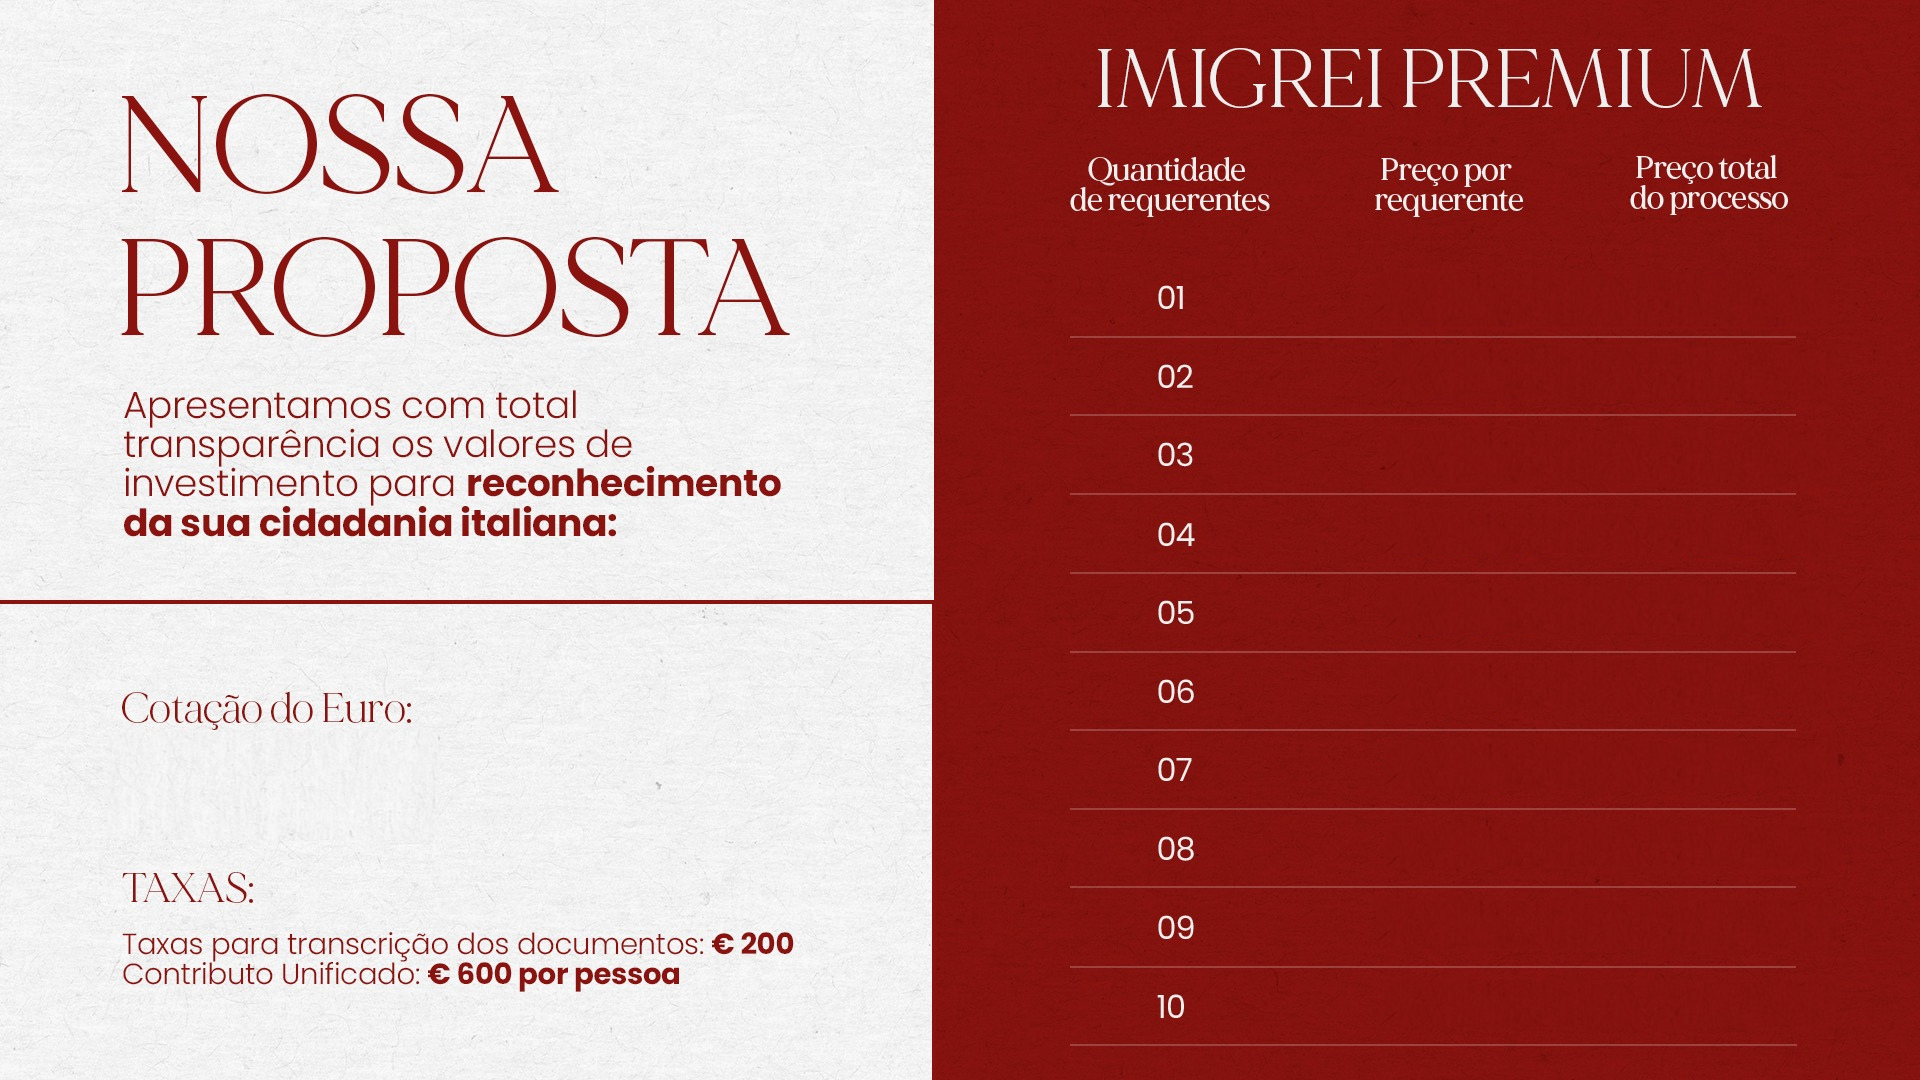 NOSSA
PROPOSTA
Apresentamos com total
transparência os valores de
investimento para reconhecimento
da sua cidadania italiana:
Cotação do Euro:
TAXAS:
Taxas para transcrição dos documentos: € 200
Contributo Unificado: € 600 por pessoa
IMIGREI PREMIUM
Quantidade
de requerentes
Preço por
requerente
Preço total
do processo
01
02
03
04
05
06
07
08
09
10